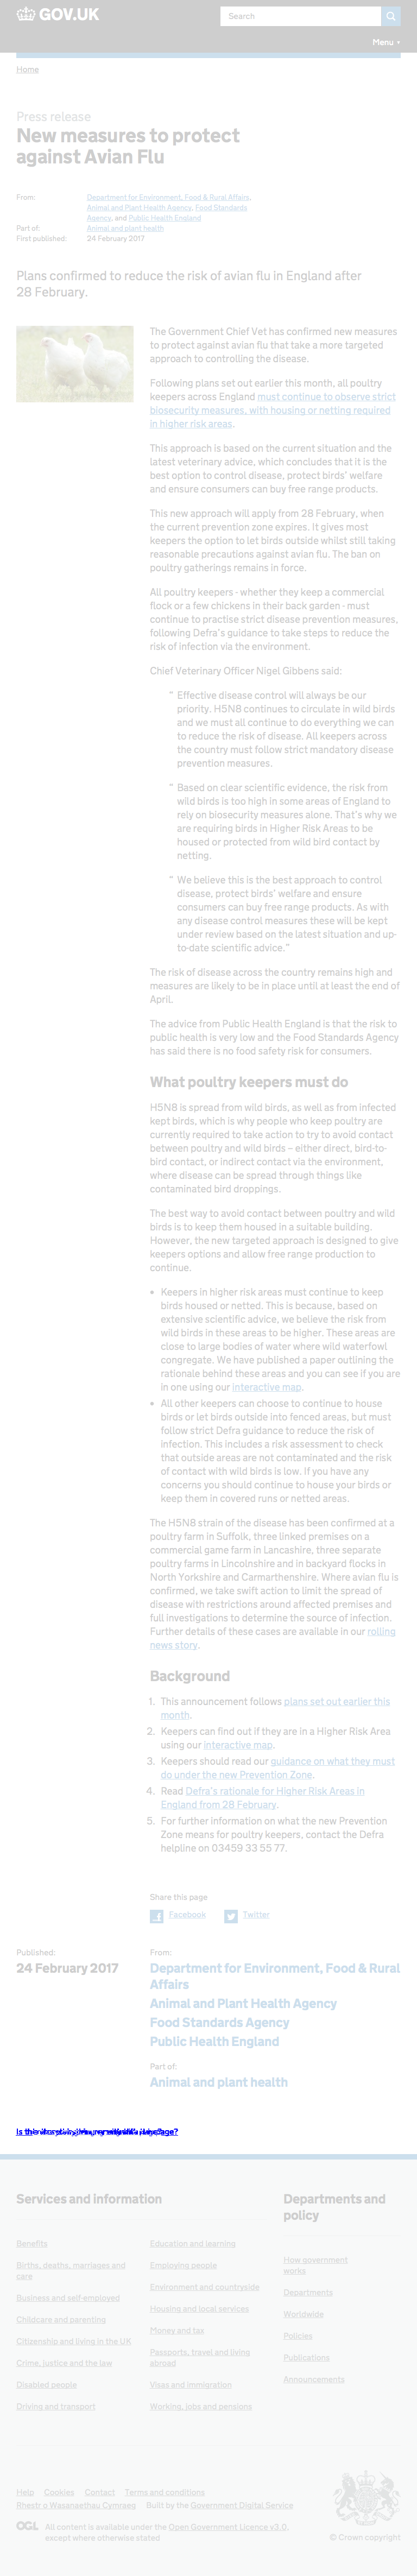 GOV.UK
Search
Menu
Home
Press release
New measures to protect
against Avian Flu
From: Department for Environment, Food & Rural Affairs,
Animal and Plant Health Agency, Food Standards
Agency, and Public Health England
Part of: Animal and plant health
First published: 24 February 2017
Plans confirmed to reduce the risk of avian flu in England after
28 February.
The Government Chief Vet has confirmed new measures
to protect against avian flu that take a more targeted
approach to controlling the disease.
Following plans set out earlier this month, all poultry
keepers across England must continue to observe strict
biosecurity measures, with housing or netting required
in higher risk areas.
This approach is based on the current situation and the
latest veterinary advice, which concludes that it is the
best option to control disease, protect birds' welfare
and ensure consumers can buy free range products.
This new approach will apply from 28 February, when
the current prevention zone expires. It gives most
keepers the option to let birds outside whilst still taking
reasonable precautions against avian flu. The ban on
poultry gatherings remains in force.
All poultry keepers - whether they keep a commercial
flock or a few chickens in their back garden - must
continue to practise strict disease prevention measures,
following Defra's guidance to take steps to reduce the
risk of infection via the environment.
Chief Veterinary Officer Nigel Gibbens said:
" Effective disease control will always be our
priority. H5N8 continues to circulate in wild birds
and we must all continue to do everything we can
to reduce the risk of disease. All keepers across
the country must follow strict mandatory disease
prevention measures.
" Based on clear scientific evidence, the risk from
wild birds is too high in some areas of England to
rely on biosecurity measures alone. That's why we
are requiring birds in Higher Risk Areas to be
housed or protected from wild bird contact by
netting.
" We believe this is the best approach to control
disease, protect birds' welfare and ensure
consumers can buy free range products. As with
any disease control measures these will be kept
under review based on the latest situation and up-
to-date scientific advice."
The risk of disease across the country remains high and
measures are likely to be in place until at least the end of
April.
The advice from Public Health England is that the risk to
public health is very low and the Food Standards Agency
has said there is no food safety risk for consumers.
What poultry keepers must do
H5N8 is spread from wild birds, as well as from infected
kept birds, which is why people who keep poultry are
currently required to take action to try to avoid contact
between poultry and wild birds – either direct, bird-to-
bird contact, or indirect contact via the environment,
where disease can be spread through things like
contaminated bird droppings.
The best way to avoid contact between poultry and wild
birds is to keep them housed in a suitable building.
However, the new targeted approach is designed to give
keepers options and allow free range production to
continue.
• Keepers in higher risk areas must continue to keep
birds housed or netted. This is because, based on
extensive scientific advice, we believe the risk from
wild birds in these areas to be higher. These areas are
close to large bodies of water where wild waterfowl
congregate. We have published a paper outlining the
rationale behind these areas and you can see if you are
in one using our interactive map.
• All other keepers can choose to continue to house
birds or let birds outside into fenced areas, but must
follow strict Defra guidance to reduce the risk of
infection. This includes a risk assessment to check
that outside areas are not contaminated and the risk
of contact with wild birds is low. If you have any
concerns you should continue to house your birds or
keep them in covered runs or netted areas.
The H5N8 strain of the disease has been confirmed at a
poultry farm in Suffolk, three linked premises on a
commercial game farm in Lancashire, three separate
poultry farms in Lincolnshire and in backyard flocks in
North Yorkshire and Carmarthenshire. Where avian flu is
confirmed, we take swift action to limit the spread of
disease with restrictions around affected premises and
full investigations to determine the source of infection.
Further details of these cases are available in our rolling
news story.
Background
1. This announcement follows plans set out earlier this
month.
2. Keepers can find out if they are in a Higher Risk Area
using our interactive map.
3. Keepers should read our guidance on what they must
do under the new Prevention Zone.
4. Read Defra's rationale for Higher Risk Areas in
England from 28 February.
5. For further information on what the new Prevention
Zone means for poultry keepers, contact the Defra
helpline on 03459 33 55 77.
Share this page
Facebook Twitter
Published:
24 February 2017
From:
Department for Environment, Food & Rural
Affairs
Animal and Plant Health Agency
Food Standards Agency
Public Health England
Part of:
Animal and plant health
Services and information
Benefits
Births, deaths, marriages and
care
Business and self-employed
Childcare and parenting
Citizenship and living in the UK
Crime, justice and the law
Disabled people
Driving and transport
Education and learning
Employing people
Environment and countryside
Housing and local services
Money and tax
Passports, travel and living
abroad
Visas and immigration
Working, jobs and pensions
Departments and
policy
How government
works
Departments
Worldwide
Policies
Publications
Announcements
Help Cookies Contact Terms and conditions
Rhestr o Wasanaethau Cymraeg Built by the Government Digital Service
OGL All content is available under the Open Government Licence v3.0,
except where otherwise stated
© Crown copyright